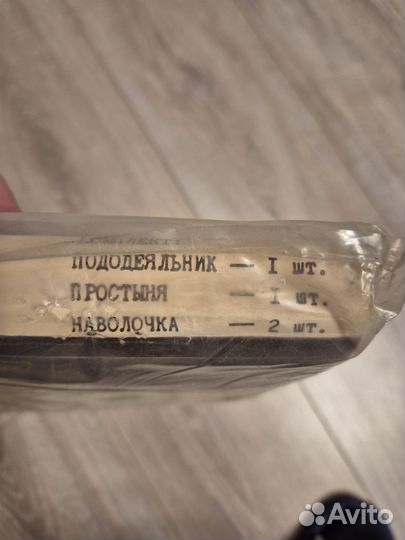 ПОДОДЕЯЛЬНИК — I шт.
ПРОСТЫНЯ — I шт.
НАВОЛОЧКА — 2 шт.
Avito